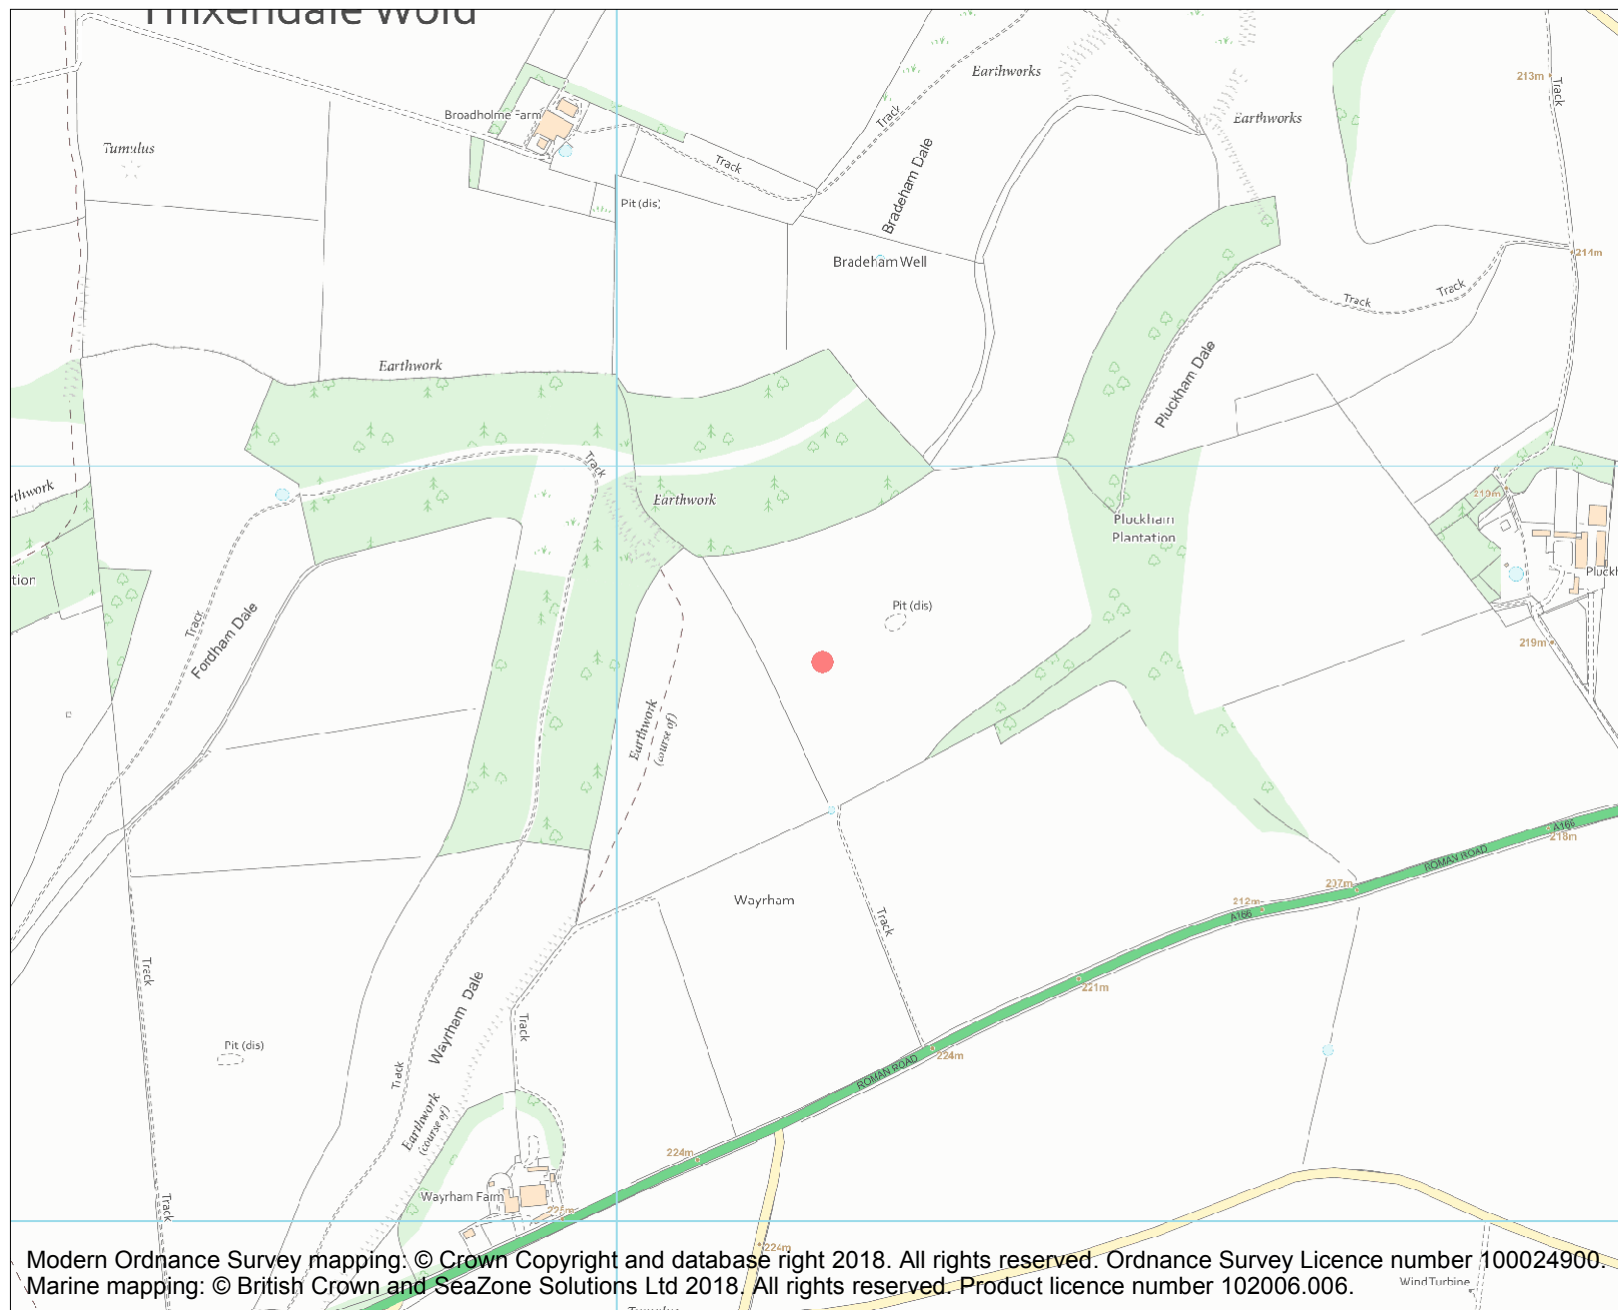 Thixendale Wold
Earthworks
213m
Track
Broadholme Farm
Track
Earthworks
Tumulus
Track
Bradeham Dale
Pit (dis)
Bradeham Well
214m
Track
Track
Earthwork
Pluckham Dale
Track
Earthwork
219m
Pluckham
Plantation
Pit (dis)
Track
Fordham Dale
219m
Earthwork
(course of)
A166
218m
ROMAN ROAD
237m
212m
A166
Wayrham
Track
Track
Wayrham Dale
221m
Track
Pit (dis)
224m
ROMAN ROAD
Track
Earthwork
(course of)
224m
Wayrham Farm
Track
225m
224m
Modern Ordnance Survey mapping: © Crown Copyright and database right 2018. All rights reserved. Ordnance Survey Licence number 100024900.
Marine mapping: © British Crown and SeaZone Solutions Ltd 2018. All rights reserved. Product licence number 102006.006.
Wind Turbine
Tumulus